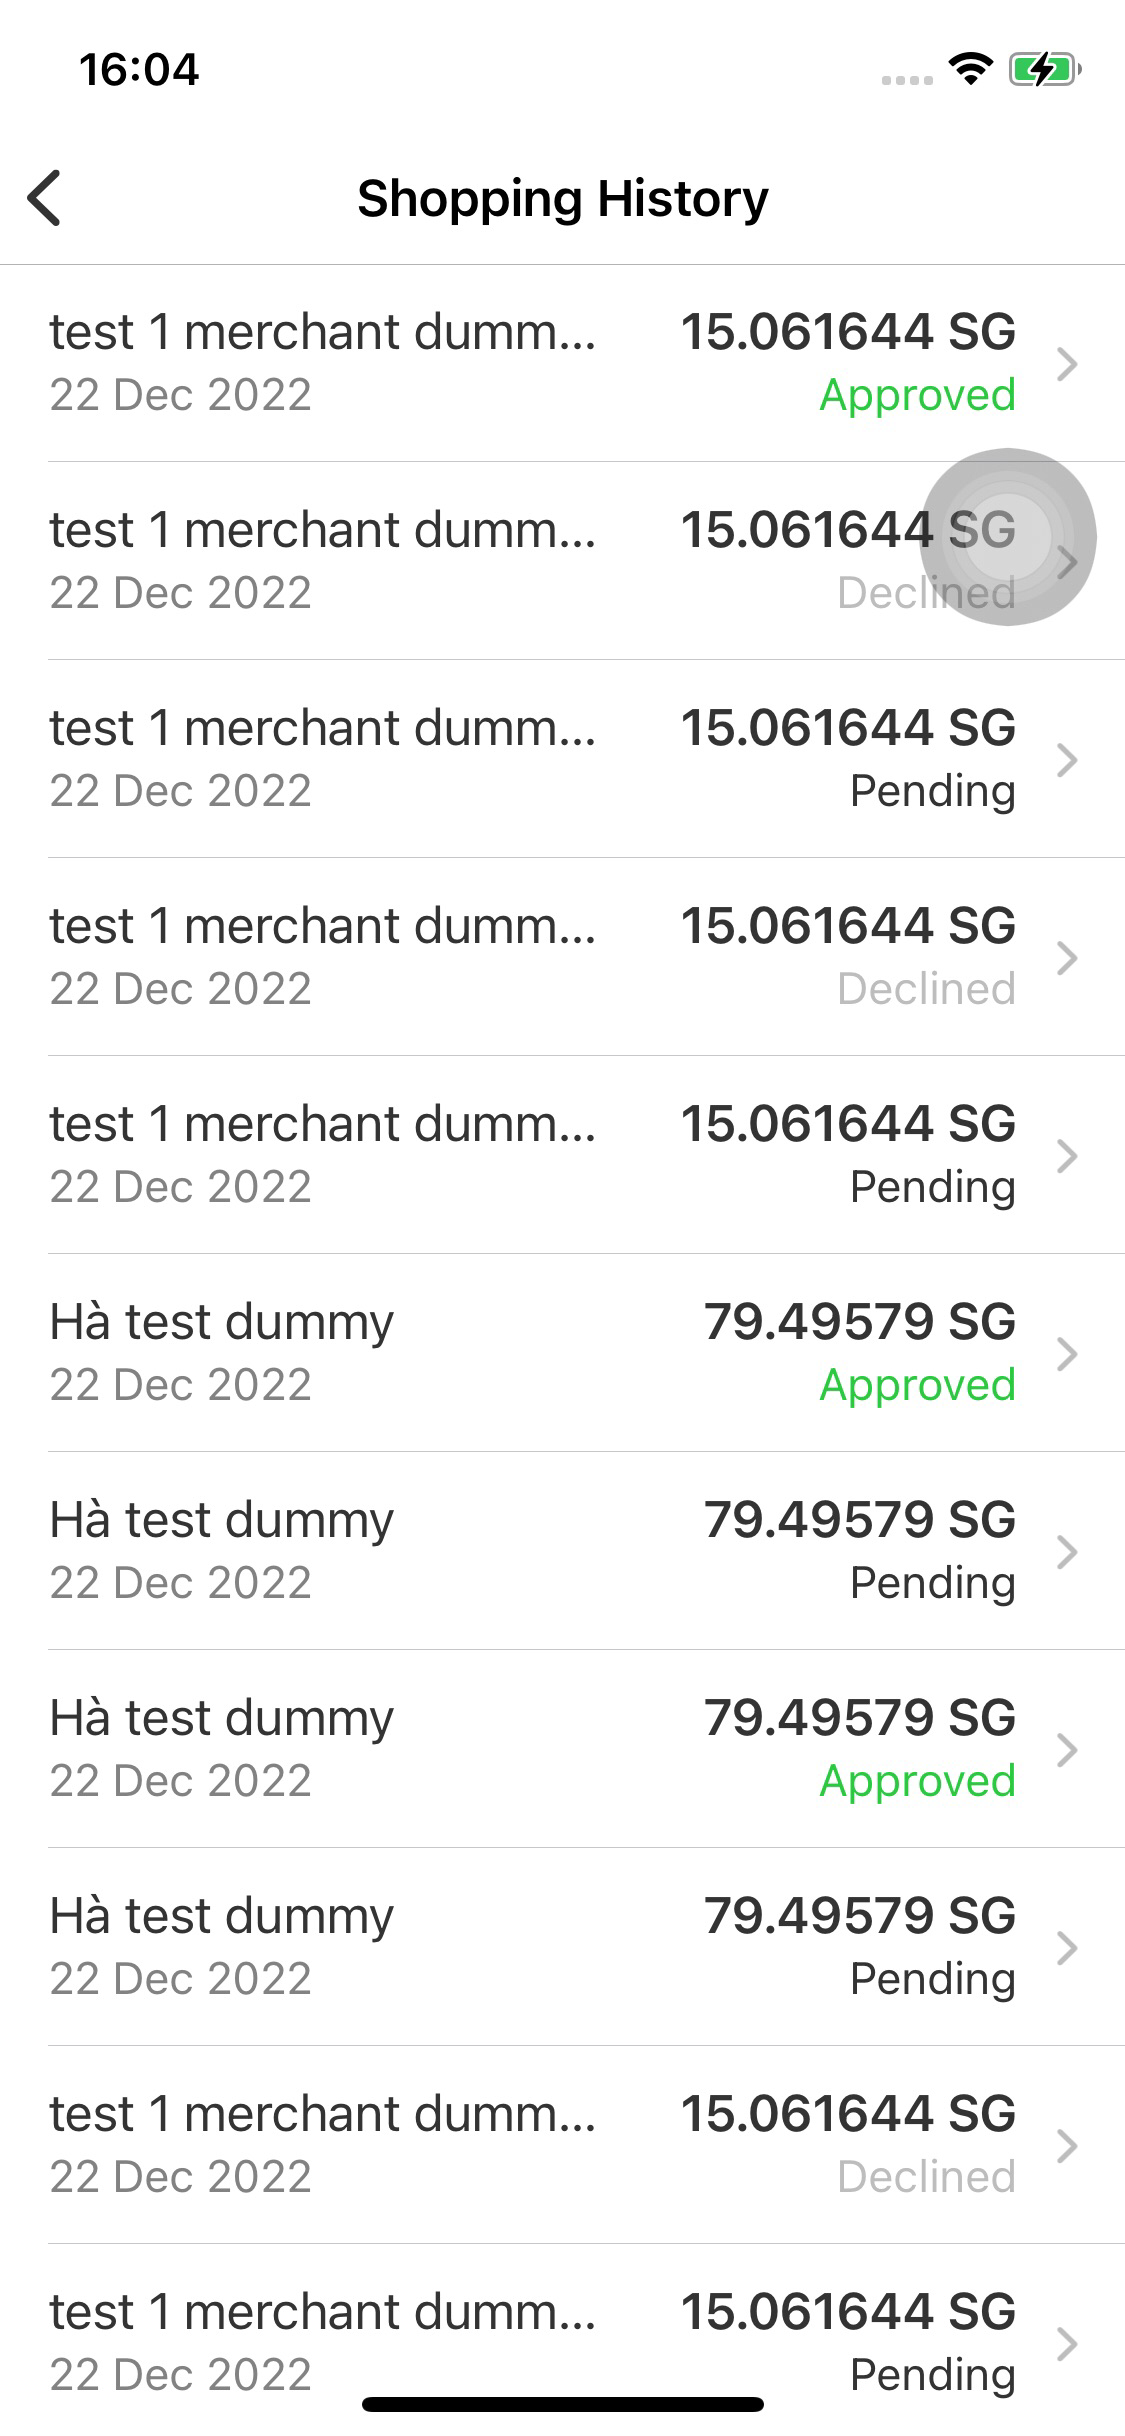 16:04
Shopping History
test 1 merchant dumm... 15.061644 SG
22 Dec 2022 Approved
test 1 merchant dumm... 15.061644 SG
22 Dec 2022 Declined
test 1 merchant dumm... 15.061644 SG
22 Dec 2022 Pending
test 1 merchant dumm... 15.061644 SG
22 Dec 2022 Declined
test 1 merchant dumm... 15.061644 SG
22 Dec 2022 Pending
Hà test dummy 79.49579 SG
22 Dec 2022 Approved
Hà test dummy 79.49579 SG
22 Dec 2022 Pending
Hà test dummy 79.49579 SG
22 Dec 2022 Approved
Hà test dummy 79.49579 SG
22 Dec 2022 Pending
test 1 merchant dumm... 15.061644 SG
22 Dec 2022 Declined
test 1 merchant dumm... 15.061644 SG
22 Dec 2022 Pending